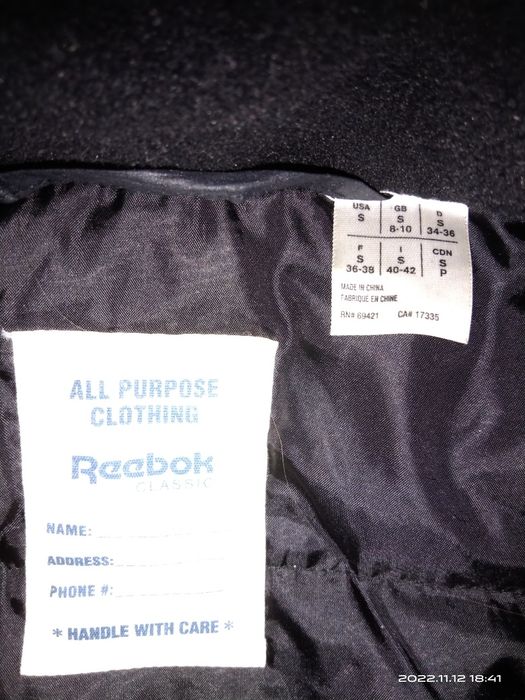 USA GB D
S S S
8-10 34-36
F I CDN
S S S
36-38 40-42 P
MADE IN CHINA
FABRIQUE EN CHINE
RN# 69421 CA# 17335
ALL PURPOSE
CLOTHING
Reebok
CLASSIC
NAME:
ADDRESS:
PHONE #:
* HANDLE WITH CARE *
2022.11.12 18:41